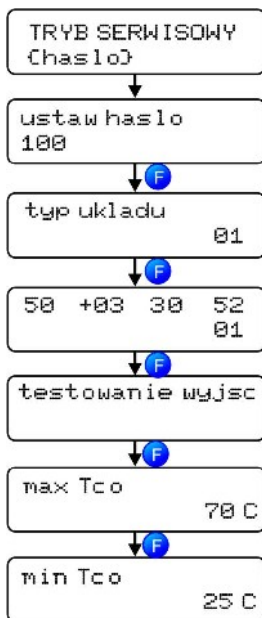 TRYB SERWISOWY
(haslo)
ustaw haslo
100
F
typ ukladu
01
F
50 +03 30 52
01
F
testowanie wyjsc
F
max Tco
70 C
F
min Tco
25 C